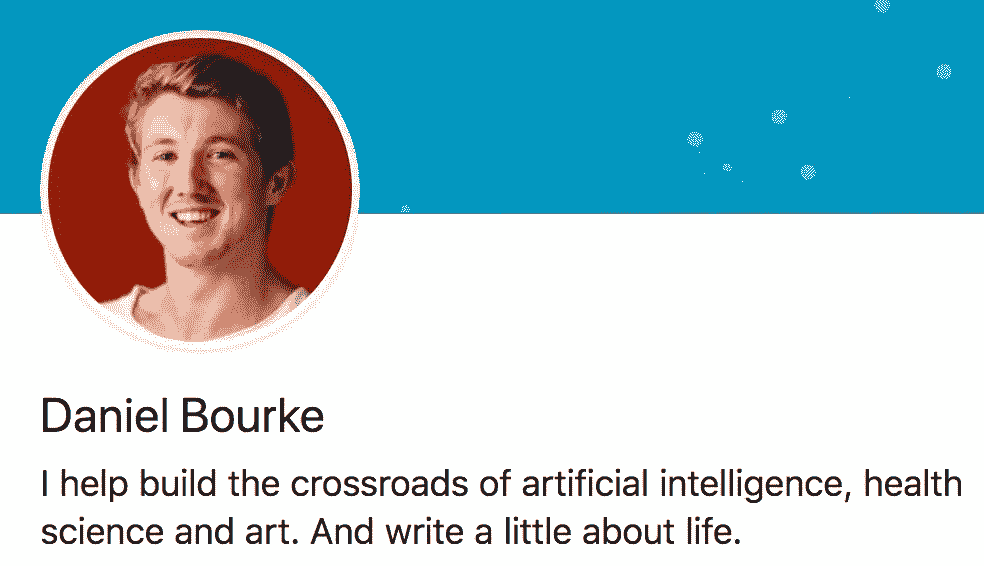 Daniel Bourke
I help build the crossroads of artificial intelligence, health
science and art. And write a little about life.